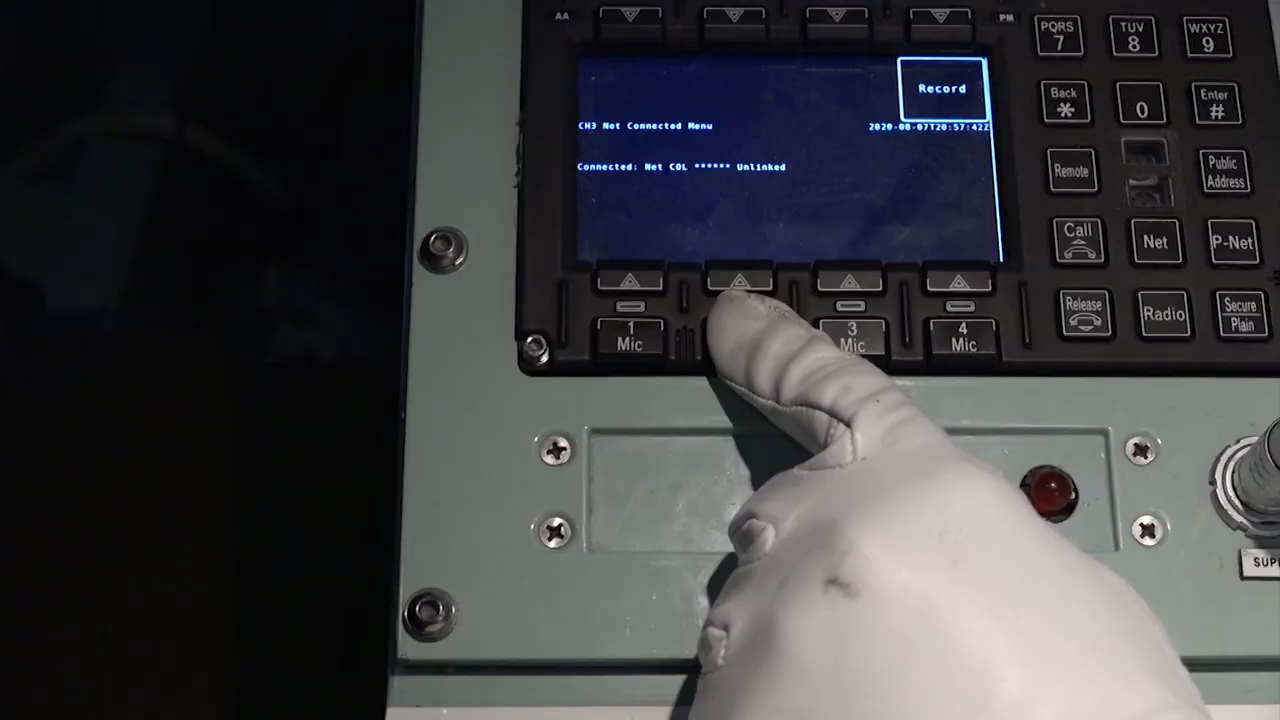 AA
PM
PQRS
7
TUV
8
WXYZ
9
Record
Back
*
0
Enter
#
CH3 Net Connected Menu
2020-08-07T20:57:42Z
Connected: Net COL ****** Unlinked
Remote
Public
Address
Call
Net
P-Net
Release
Radio
Secure
Plain
1
Mic
3
Mic
4
Mic